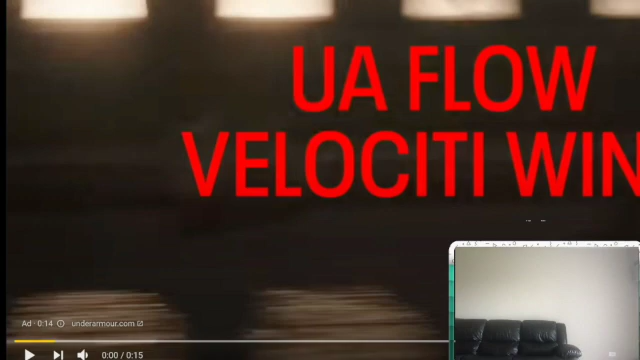 UA FLOW
VELOCITI WIN
Ad · 0:14 underarmour.com
0:00 / 0:15